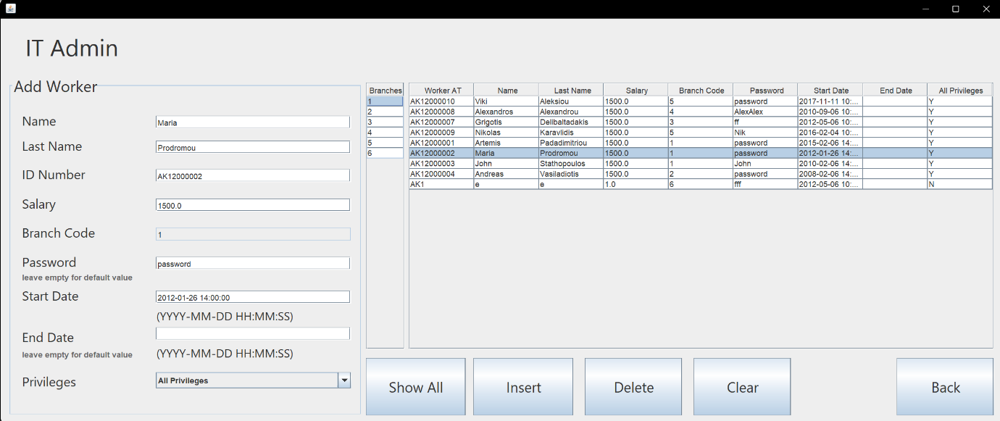 IT Admin
Add Worker
Name Maria
Last Name Prodromou
ID Number AK12000002
Salary 1500.0
Branch Code 1
Password password
leave empty for default value
Start Date 2012-01-26 14:00:00
(YYYY-MM-DD HH:MM:SS)
End Date
leave empty for default value (YYYY-MM-DD HH:MM:SS)
Privileges All Privileges
Branches
1
2
3
4
5
6
Worker AT Name Last Name Salary Branch Code Password Start Date End Date All Privileges
AK12000010 Viki Aleksiou 1500.0 5 password 2017-11-11 10:... Y
AK12000008 Alexandros Alexandrou 1500.0 4 AlexAlex 2010-09-06 10:... Y
AK12000007 Grigotis Delibaltadakis 1500.0 3 ff 2012-05-06 10:... Y
AK12000009 Nikolas Karavlidis 1500.0 5 Nik 2016-02-04 10:... Y
AK12000001 Artemis Padadimitriou 1500.0 1 password 2015-02-06 14:... Y
AK12000002 Maria Prodromou 1500.0 1 password 2012-01-26 14:... Y
AK12000003 John Stathopoulos 1500.0 1 John 2010-02-06 14:... Y
AK12000004 Andreas Vasiladiotis 1500.0 2 password 2008-02-06 14:... Y
AK1 e e 1.0 6 fff 2012-05-06 10:... N
Show All Insert Delete Clear Back